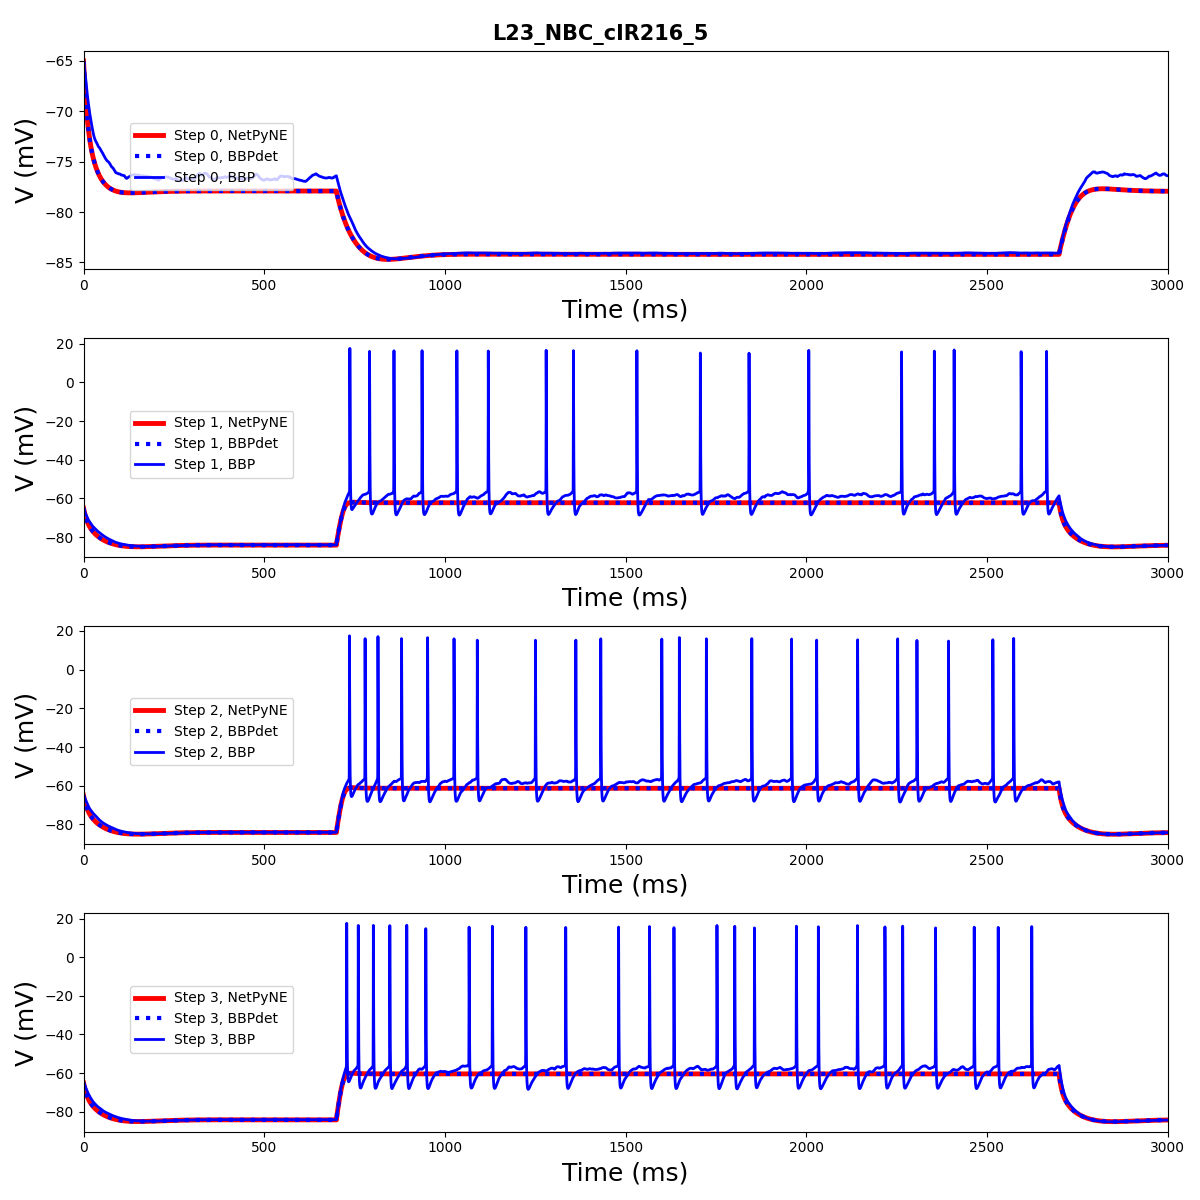 L23_NBC_cIR216_5
−65
−70
−75
−80
−85
V (mV)
Step 0, NetPyNE
Step 0, BBPdet
Step 0, BBP
0 500 1000 1500 2000 2500 3000
Time (ms)
20
0
−20
−40
−60
−80
V (mV)
Step 1, NetPyNE
Step 1, BBPdet
Step 1, BBP
0 500 1000 1500 2000 2500 3000
Time (ms)
20
0
−20
−40
−60
−80
V (mV)
Step 2, NetPyNE
Step 2, BBPdet
Step 2, BBP
0 500 1000 1500 2000 2500 3000
Time (ms)
20
0
−20
−40
−60
−80
V (mV)
Step 3, NetPyNE
Step 3, BBPdet
Step 3, BBP
0 500 1000 1500 2000 2500 3000
Time (ms)